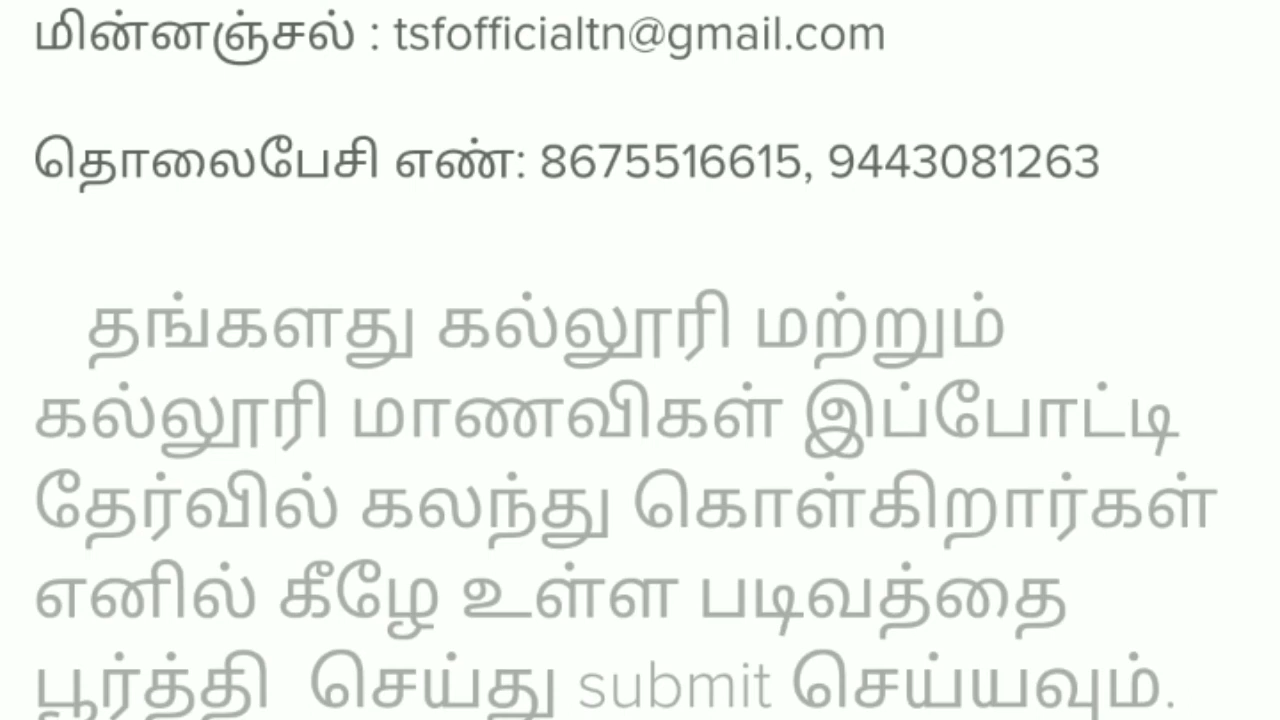 மின்னஞ்சல் : tsfofficialtn@gmail.com
தொலைபேசி எண்: 8675516615, 9443081263
தங்களது கல்லூரி மற்றும்
கல்லூரி மாணவிகள் இப்போட்டி
தேர்வில் கலந்து கொள்கிறார்கள்
எனில் கீழே உள்ள படிவத்தை
பூர்த்தி செய்து submit செய்யவும்.